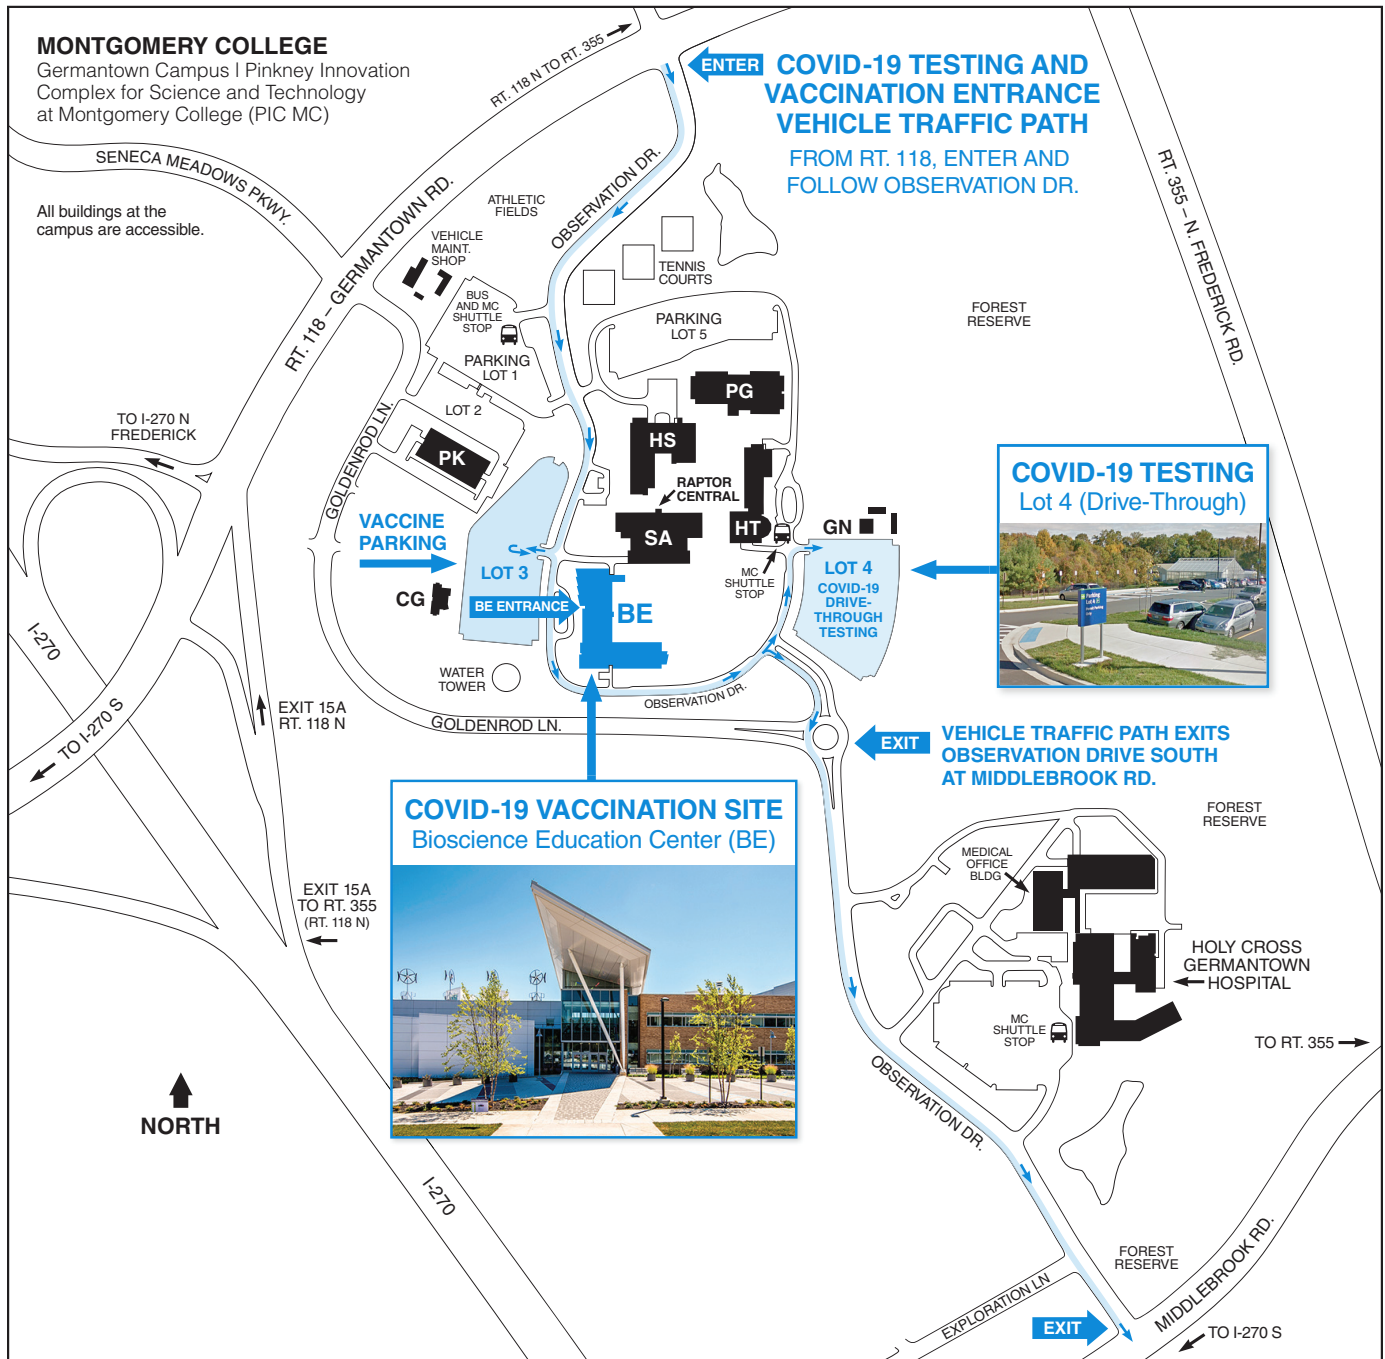 MONTGOMERY COLLEGE
Germantown Campus I Pinkney Innovation
Complex for Science and Technology
at Montgomery College (PIC MC)
RT. 118 N TO RT. 355
ENTER
COVID-19 TESTING AND
VACCINATION ENTRANCE
VEHICLE TRAFFIC PATH
FROM RT. 118, ENTER AND
FOLLOW OBSERVATION DR.
SENECA MEADOWS PKWY.
All buildings at the
campus are accessible.
RT. 118 – GERMANTOWN RD.
ATHLETIC
FIELDS
OBSERVATION DR.
RT. 355 – N. FREDERICK RD.
VEHICLE
MAINT.
SHOP
TENNIS
COURTS
BUS
AND MC
SHUTTLE
STOP
FOREST
RESERVE
PARKING
LOT 5
PARKING
LOT 1
PG
LOT 2
TO I-270 N
FREDERICK
GOLDENROD LN.
PK
HS
RAPTOR
CENTRAL
COVID-19 TESTING
Lot 4 (Drive-Through)
VACCINE
PARKING
SA
HT
GN
LOT 3
MC
SHUTTLE
STOP
LOT 4
COVID-19
DRIVE-
THROUGH
TESTING
CG
BE ENTRANCE
BE
Parking
I-270
WATER
TOWER
OBSERVATION DR.
EXIT 15A
RT. 118 N
GOLDENROD LN.
TO I-270 S
EXIT
VEHICLE TRAFFIC PATH EXITS
OBSERVATION DRIVE SOUTH
AT MIDDLEBROOK RD.
COVID-19 VACCINATION SITE
Bioscience Education Center (BE)
FOREST
RESERVE
MEDICAL
OFFICE
BLDG
EXIT 15A
TO RT. 355
(RT. 118 N)
HOLY CROSS
GERMANTOWN
HOSPITAL
MC
SHUTTLE
STOP
TO RT. 355
OBSERVATION DR.
NORTH
I-270
FOREST
RESERVE
MIDDLEBROOK RD.
EXPLORATION LN
EXIT
TO I-270 S